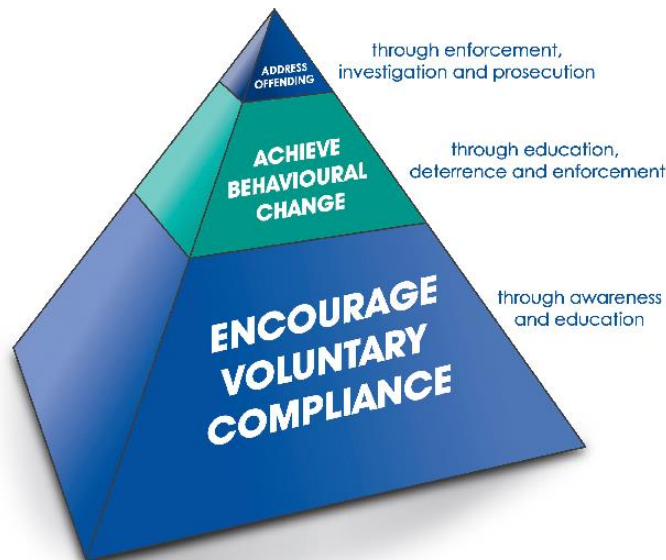 ADDRESS
OFFENDING
through enforcement,
investigation and prosecution
ACHIEVE
BEHAVIOURAL
CHANGE
through education,
deterrence and enforcement
ENCOURAGE
VOLUNTARY
COMPLIANCE
through awareness
and education